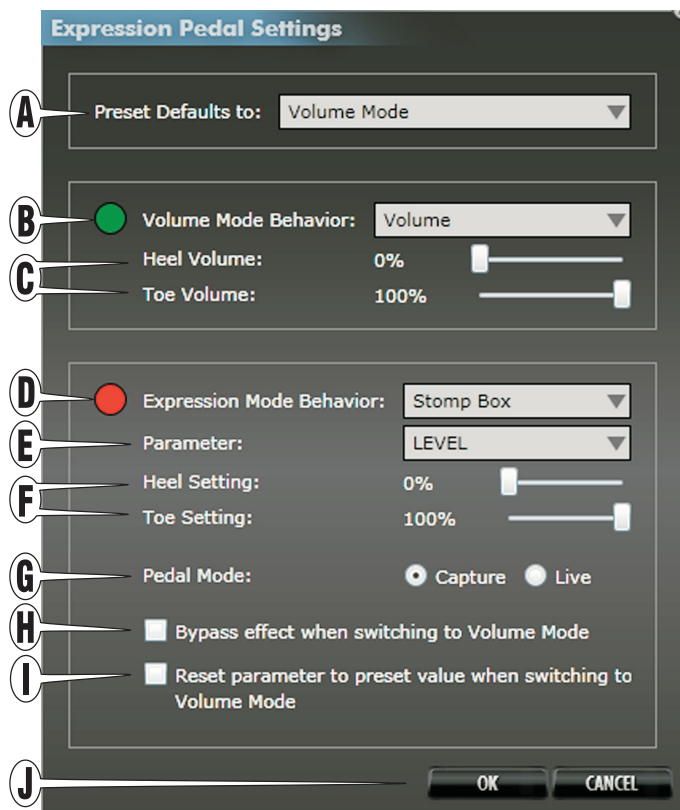 Expression Pedal Settings
A Preset Defaults to: Volume Mode
B Volume Mode Behavior: Volume
C Heel Volume: 0%
Toe Volume: 100%
D Expression Mode Behavior: Stomp Box
E Parameter: LEVEL
F Heel Setting: 0%
Toe Setting: 100%
G Pedal Mode: Capture Live
H Bypass effect when switching to Volume Mode
I Reset parameter to preset value when switching to
Volume Mode
J OK CANCEL